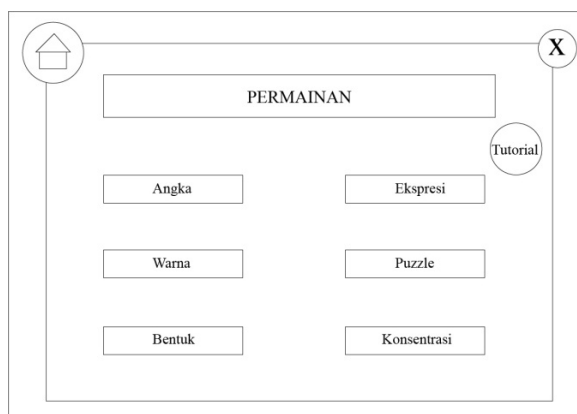 X
PERMAINAN
Tutorial
Angka
Ekspresi
Warna
Puzzle
Bentuk
Konsentrasi